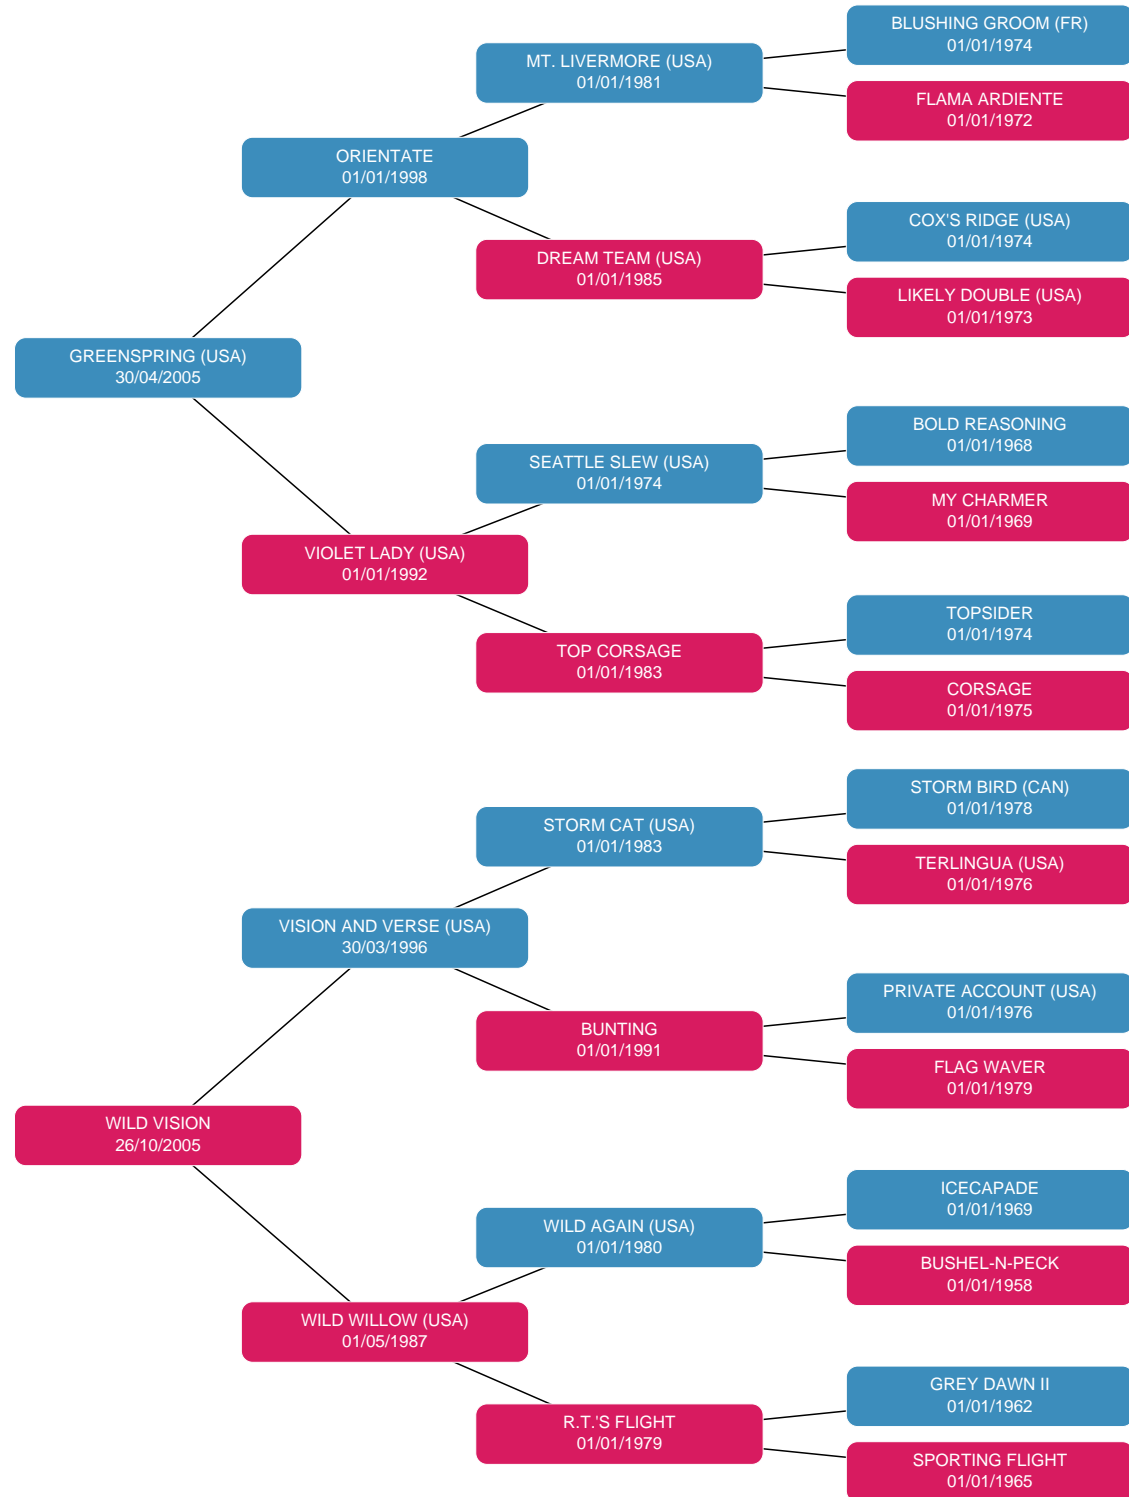 BLUSHING GROOM (FR)
01/01/1974
MT. LIVERMORE (USA)
01/01/1981
FLAMA ARDIENTE
01/01/1972
ORIENTATE
01/01/1998
COX'S RIDGE (USA)
01/01/1974
DREAM TEAM (USA)
01/01/1985
LIKELY DOUBLE (USA)
01/01/1973
GREENSPRING (USA)
30/04/2005
BOLD REASONING
01/01/1968
SEATTLE SLEW (USA)
01/01/1974
MY CHARMER
01/01/1969
VIOLET LADY (USA)
01/01/1992
TOPSIDER
01/01/1974
TOP CORSAGE
01/01/1983
CORSAGE
01/01/1975
STORM BIRD (CAN)
01/01/1978
STORM CAT (USA)
01/01/1983
TERLINGUA (USA)
01/01/1976
VISION AND VERSE (USA)
30/03/1996
PRIVATE ACCOUNT (USA)
01/01/1976
BUNTING
01/01/1991
FLAG WAVER
01/01/1979
WILD VISION
26/10/2005
ICECAPADE
01/01/1969
WILD AGAIN (USA)
01/01/1980
BUSHEL-N-PECK
01/01/1958
WILD WILLOW (USA)
01/05/1987
GREY DAWN II
01/01/1962
R.T.'S FLIGHT
01/01/1979
SPORTING FLIGHT
01/01/1965